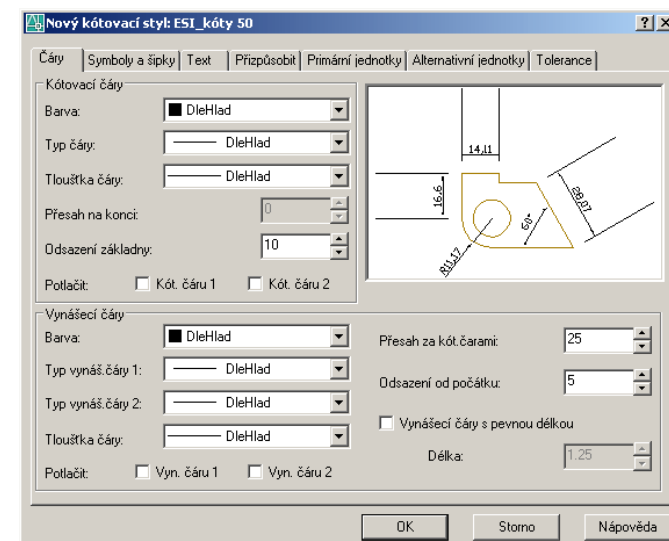 Nový kótovací styl: ESI_kóty 50
Čáry Symboly a šipky Text Přizpůsobit Primární jednotky Alternativní jednotky Tolerance
Kótovací čáry
Barva: DleHlad
Typ čáry: DleHlad
Tloušťka čáry: DleHlad
Přesah na konci: 0
Odsazení základny: 10
Potlačit: Kót. čáru 1 Kót. čáru 2
14,11
16,6
28,07
60°
R11,17
Vynášecí čáry
Barva: DleHlad
Typ vynáš.čáry 1: DleHlad
Typ vynáš.čáry 2: DleHlad
Tloušťka čáry: DleHlad
Potlačit: Vyn. čáru 1 Vyn. čáru 2
Přesah za kót.čarami: 25
Odsazení od počátku: 5
Vynášecí čáry s pevnou délkou
Délka: 1.25
OK Storno Nápověda